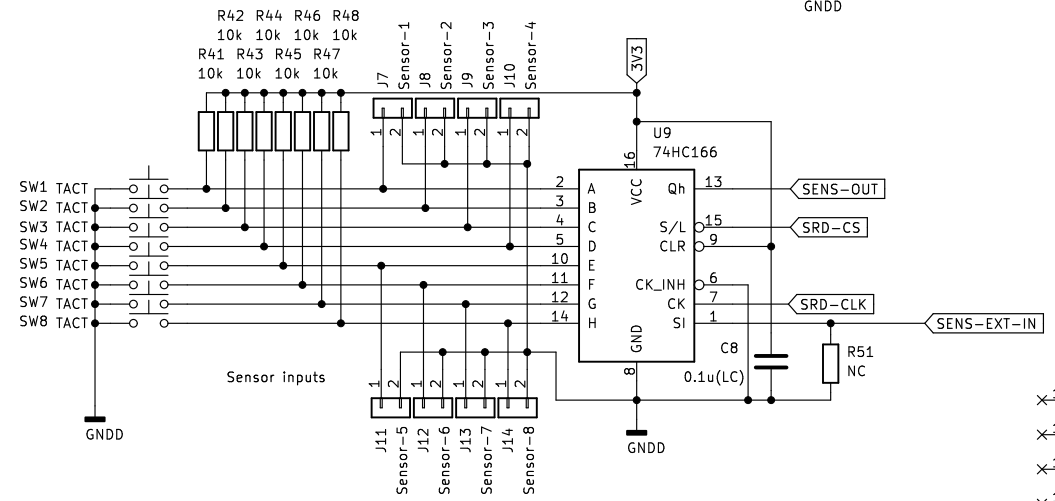 GNDD
R42 R44 R46 R48
10k 10k 10k 10k
R41 R43 R45 R47
10k 10k 10k 10k
J7 Sensor-1 J8 Sensor-2 J9 Sensor-3 J10 Sensor-4
1 2 1 2 1 2 1 2
3V3
U9
74HC166
16
VCC
SW1 TACT 2 A Qh 13 SENS-OUT
SW2 TACT 3 B
SW3 TACT 4 C S/L 15 SRD-CS
SW4 TACT 5 D CLR 9
SW5 TACT 10 E
SW6 TACT 11 F CK_INH 6
SW7 TACT 12 G CK 7 SRD-CLK
SW8 TACT 14 H SI 1 SENS-EXT-IN
GND
8
C8
0.1u(LC)
R51
NC
Sensor inputs
1 2 1 2 1 2 1 2
J11 Sensor-5 J12 Sensor-6 J13 Sensor-7 J14 Sensor-8
GNDD
GNDD